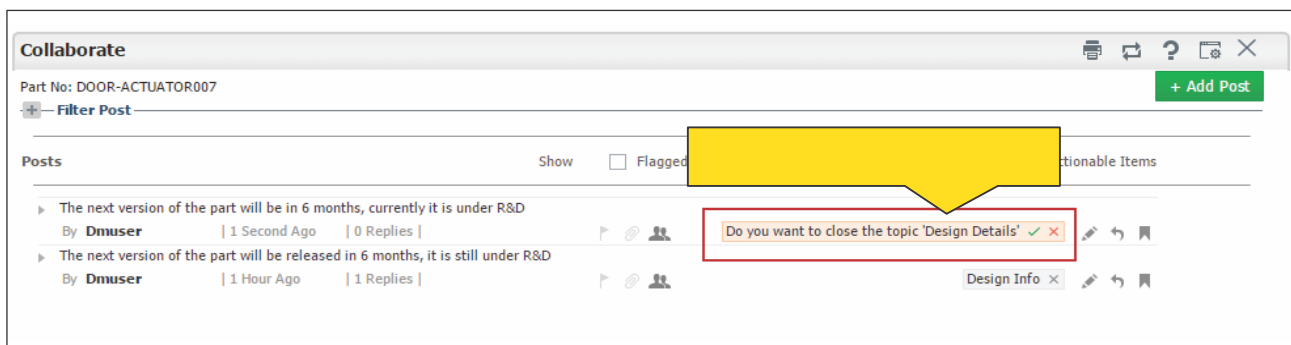 Collaborate
Part No: DOOR-ACTUATOR007
+ Add Post
Filter Post
Posts Show Flagged Items
The next version of the part will be in 6 months, currently it is under R&D
By Dmuser | 1 Second Ago | 0 Replies |
Do you want to close the topic 'Design Details'
The next version of the part will be released in 6 months, it is still under R&D
By Dmuser | 1 Hour Ago | 1 Replies |
Design Info